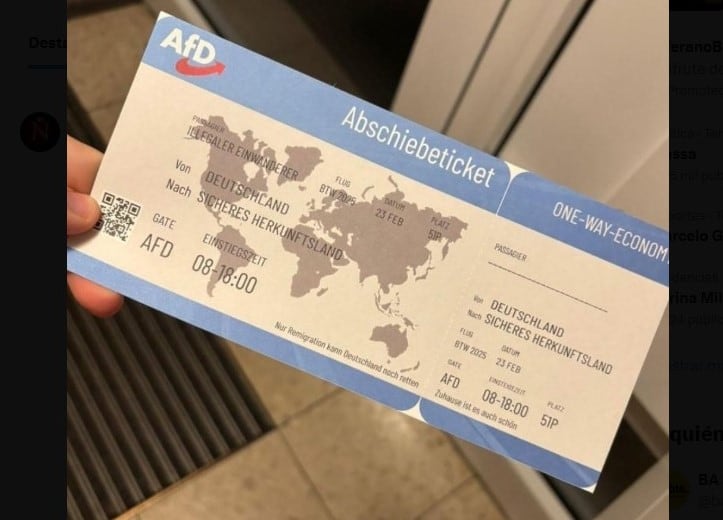 AfD
Abschiebeticket
PASSAGIER
ILLEGALER EINWANDERER
Von DEUTSCHLAND
Nach SICHERES HERKUNFTSLAND
FLUG DATUM PLATZ
BTW 2025 23 FEB 51P
GATE EINSTIEGSZEIT
AFD 08-18:00
Nur Remigration kann Deutschland noch retten
ONE-WAY-ECONOM
PASSAGIER
Von DEUTSCHLAND
Nach SICHERES HERKUNFTSLAND
FLUG DATUM
BTW 2025 23 FEB
GATE EINSTIEGSZEIT PLATZ
AFD 08-18:00 51P
Zuhause ist es auch schön
quién
BA